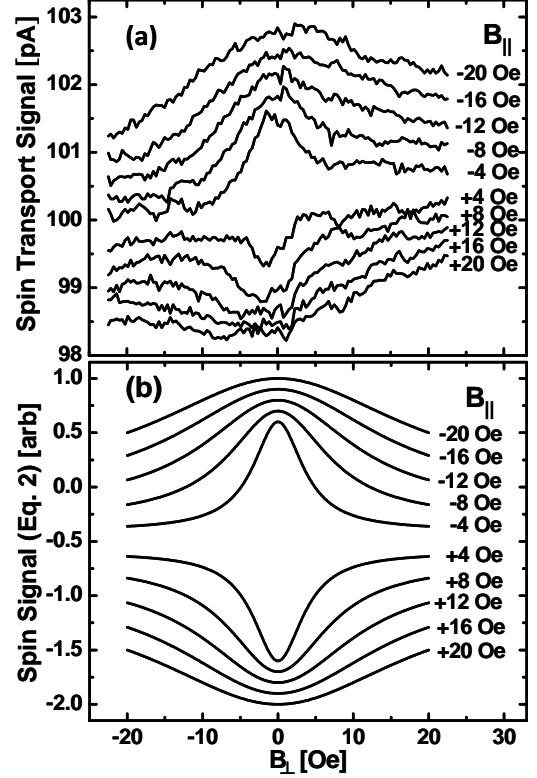 103
(a)
B||
102
101
100
99
98
Spin Transport Signal [pA]
-20 Oe
-16 Oe
-12 Oe
-8 Oe
-4 Oe
+4 Oe
+8 Oe
+12 Oe
+16 Oe
+20 Oe
(b)
B||
1.0
0.5
0.0
-0.5
-1.0
-1.5
-2.0
Spin Signal (Eq. 2) [arb]
-20 Oe
-16 Oe
-12 Oe
-8 Oe
-4 Oe
+4 Oe
+8 Oe
+12 Oe
+16 Oe
+20 Oe
-20 -10 0 10 20 30
B⊥ [Oe]